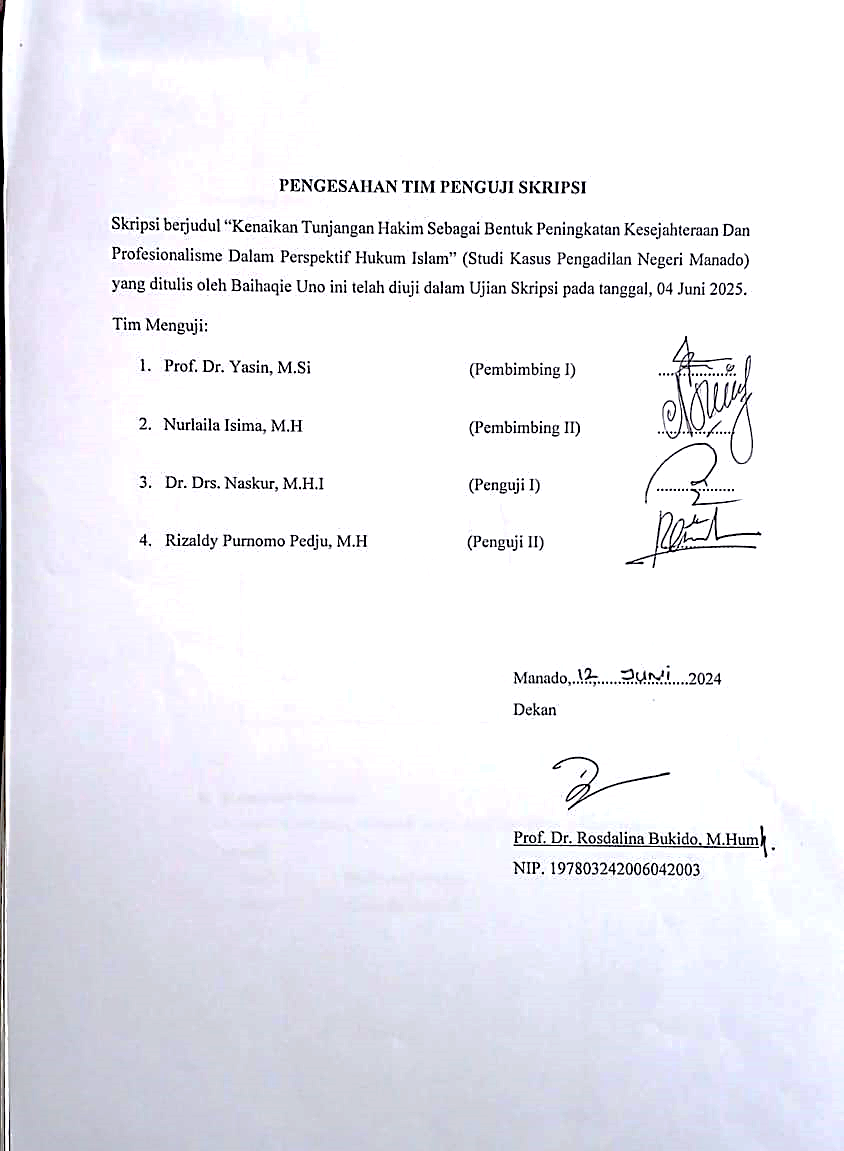 PENGESAHAN TIM PENGUJI SKRIPSI
Skripsi berjudul “Kenaikan Tunjangan Hakim Sebagai Bentuk Peningkatan Kesejahteraan Dan
Profesionalisme Dalam Perspektif Hukum Islam” (Studi Kasus Pengadilan Negeri Manado)
yang ditulis oleh Baihaqie Uno ini telah diuji dalam Ujian Skripsi pada tanggal, 04 Juni 2025.
Tim Menguji:
1. Prof. Dr. Yasin, M.Si (Pembimbing I) ..................
2. Nurlaila Isima, M.H (Pembimbing II) ..................
3. Dr. Drs. Naskur, M.H.I (Penguji I) ..................
4. Rizaldy Purnomo Pedju, M.H (Penguji II) ..................
Manado, 12, JUNI 2024
Dekan
Prof. Dr. Rosdalina Bukido, M.Hum
NIP. 197803242006042003